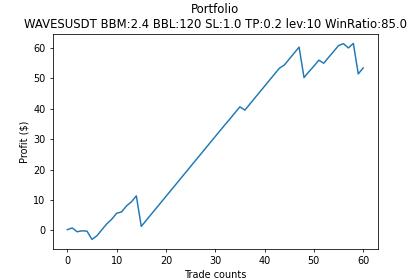 Portfolio
WAVESUSDT BBM:2.4 BBL:120 SL:1.0 TP:0.2 lev:10 WinRatio:85.0
60
50
40
30
20
10
0
Profit ($)
0 10 20 30 40 50 60
Trade counts